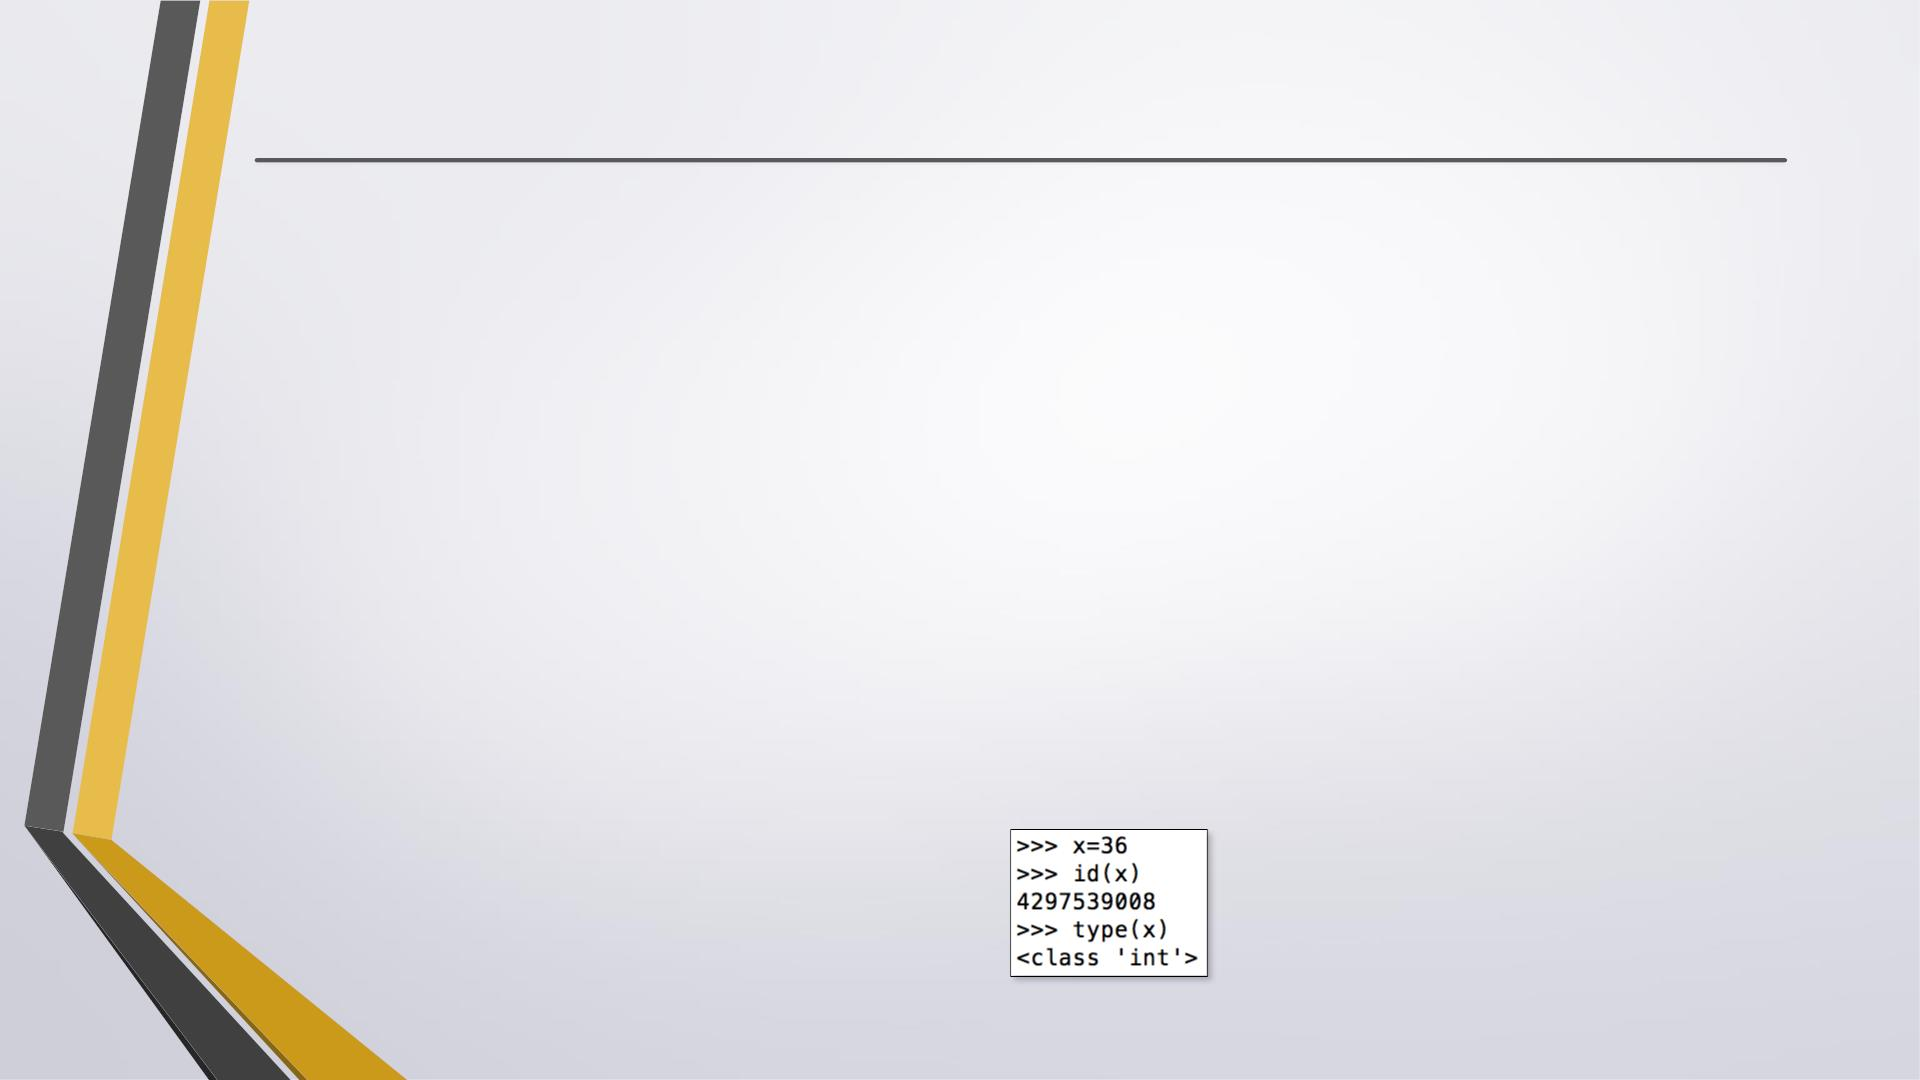 >>> x=36
>>> id(x)
4297539008
>>> type(x)
<class 'int'>